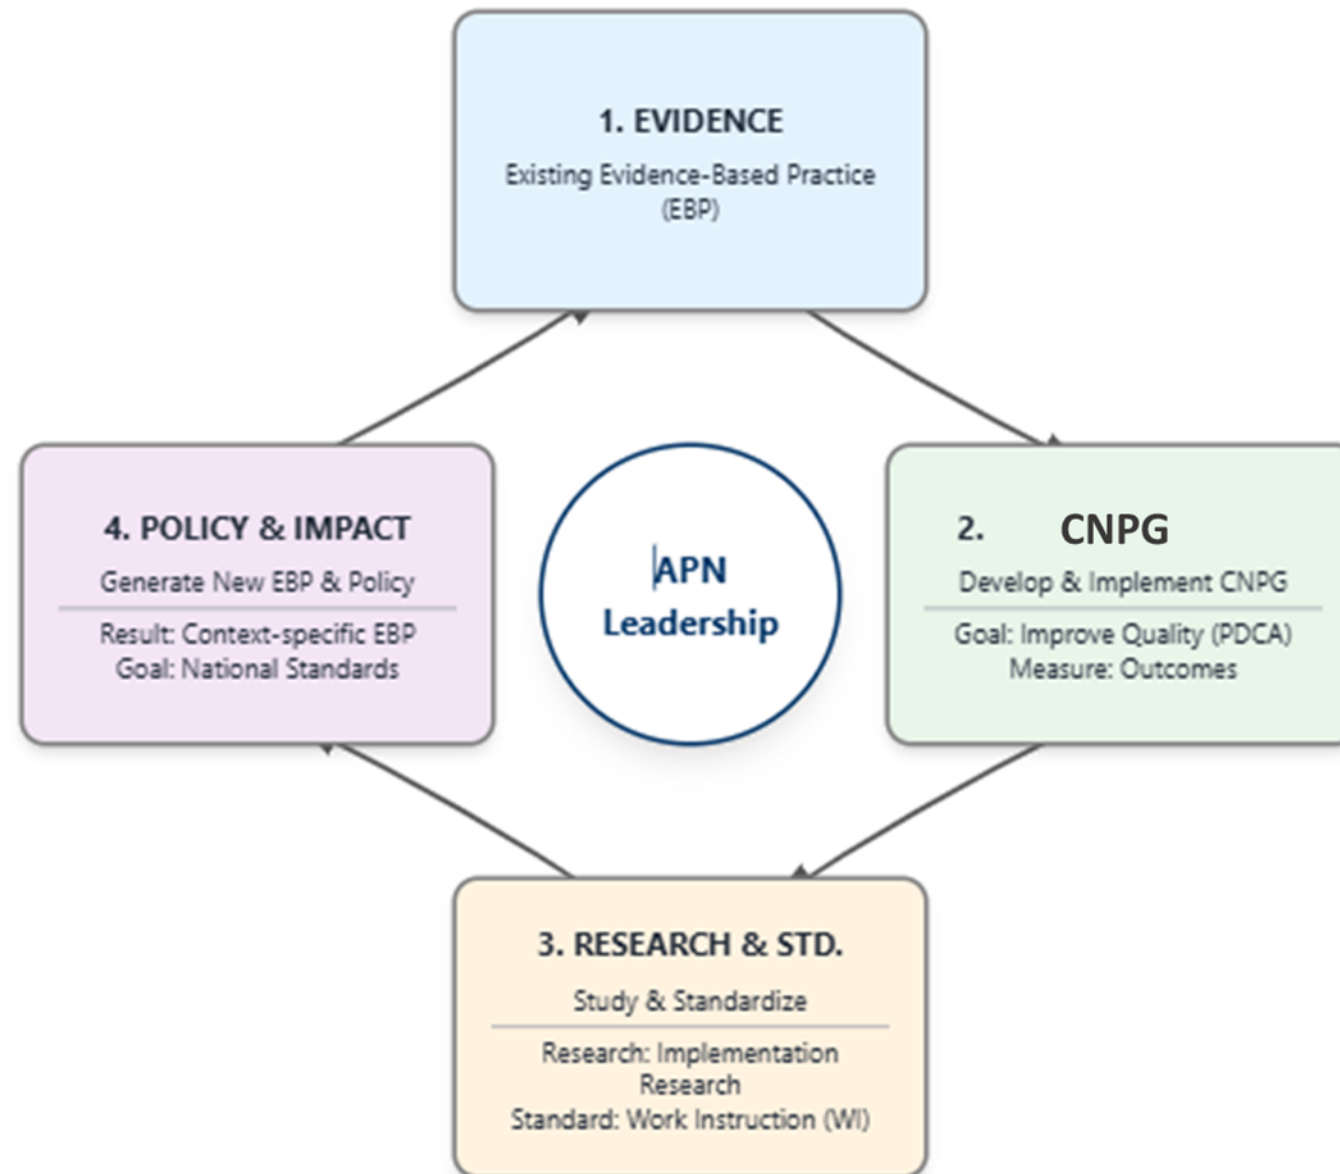 1. EVIDENCE
Existing Evidence-Based Practice
(EBP)
4. POLICY & IMPACT
Generate New EBP & Policy
Result: Context-specific EBP
Goal: National Standards
APN
Leadership
2. CNPG
Develop & Implement CNPG
Goal: Improve Quality (PDCA)
Measure: Outcomes
3. RESEARCH & STD.
Study & Standardize
Research: Implementation
Research
Standard: Work Instruction (WI)